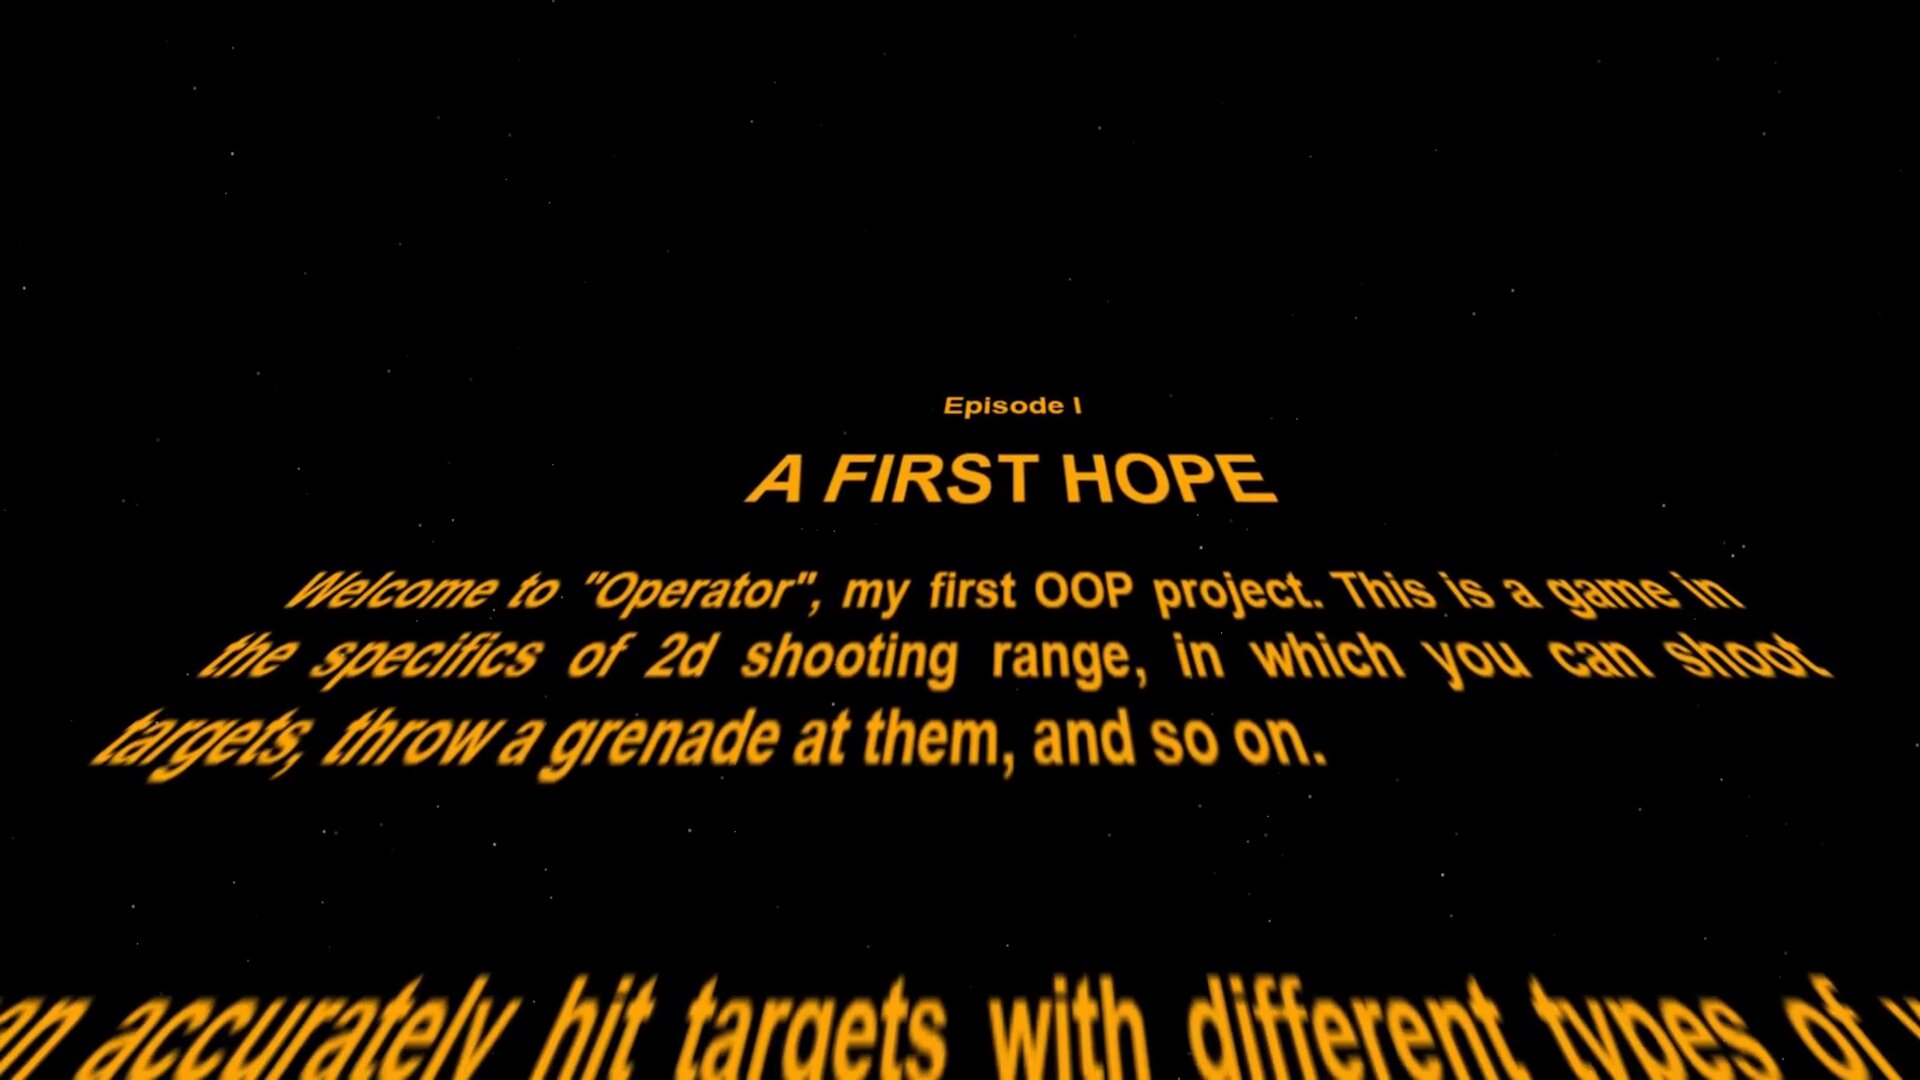 Episode I
A FIRST HOPE
Welcome to "Operator", my first OOP project. This is a game in
the specifics of 2d shooting range, in which you can shoot
targets, throw a grenade at them, and so on.
accurately hit targets with different types of